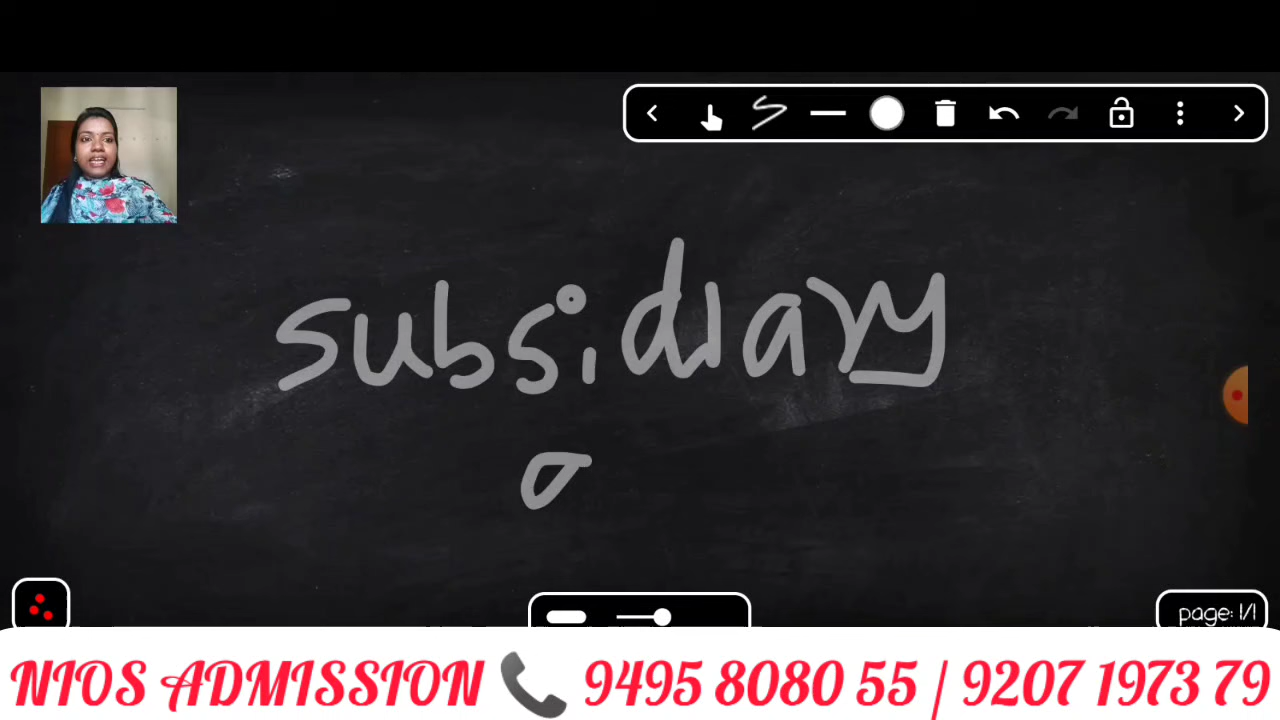 subsidiary
o
page: 1/1
NIOS ADMISSION 📞 9495 8080 55 / 9207 1973 79